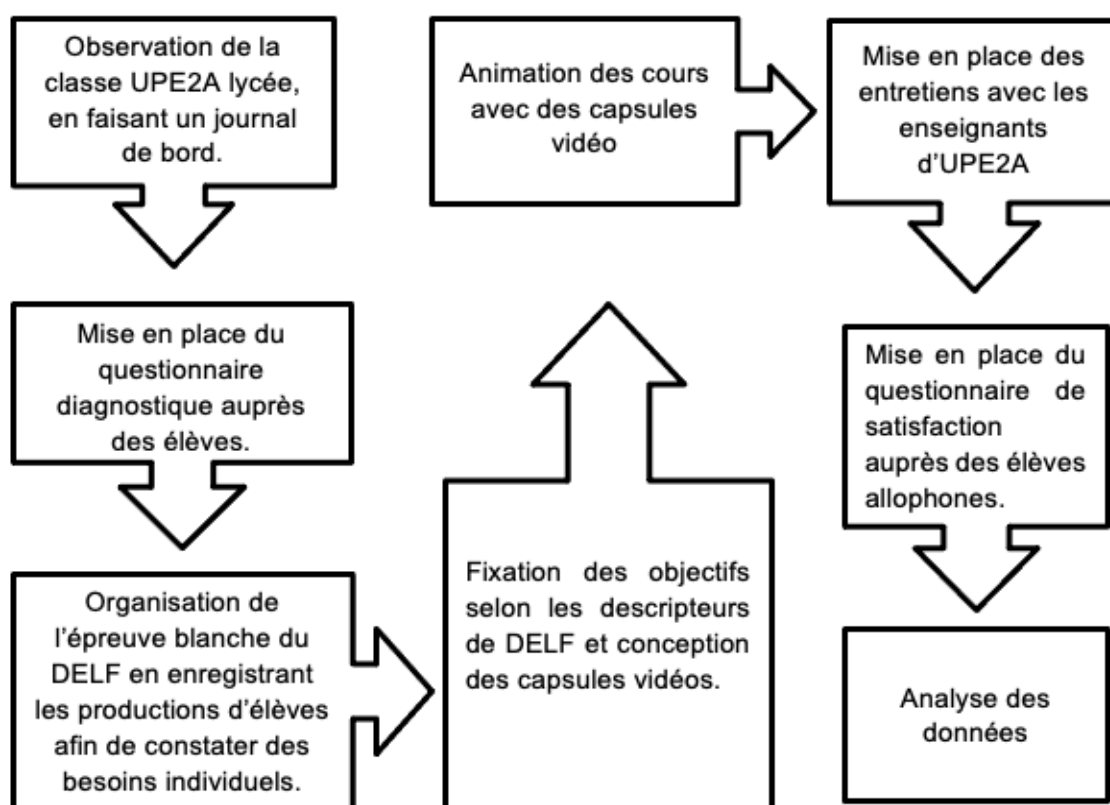 Observation de la
classe UPE2A lycée,
en faisant un journal
de bord.
Mise en place du
questionnaire
diagnostique auprès
des élèves.
Organisation de
l'épreuve blanche du
DELF en enregistrant
les productions d'élèves
afin de constater des
besoins individuels.
Fixation des objectifs
selon les descripteurs
de DELF et conception
des capsules vidéos.
Animation des cours
avec des capsules
vidéo
Mise en place des
entretiens avec les
enseignants
d'UPE2A
Mise en place du
questionnaire de
satisfaction
auprès des élèves
allophones.
Analyse des
données